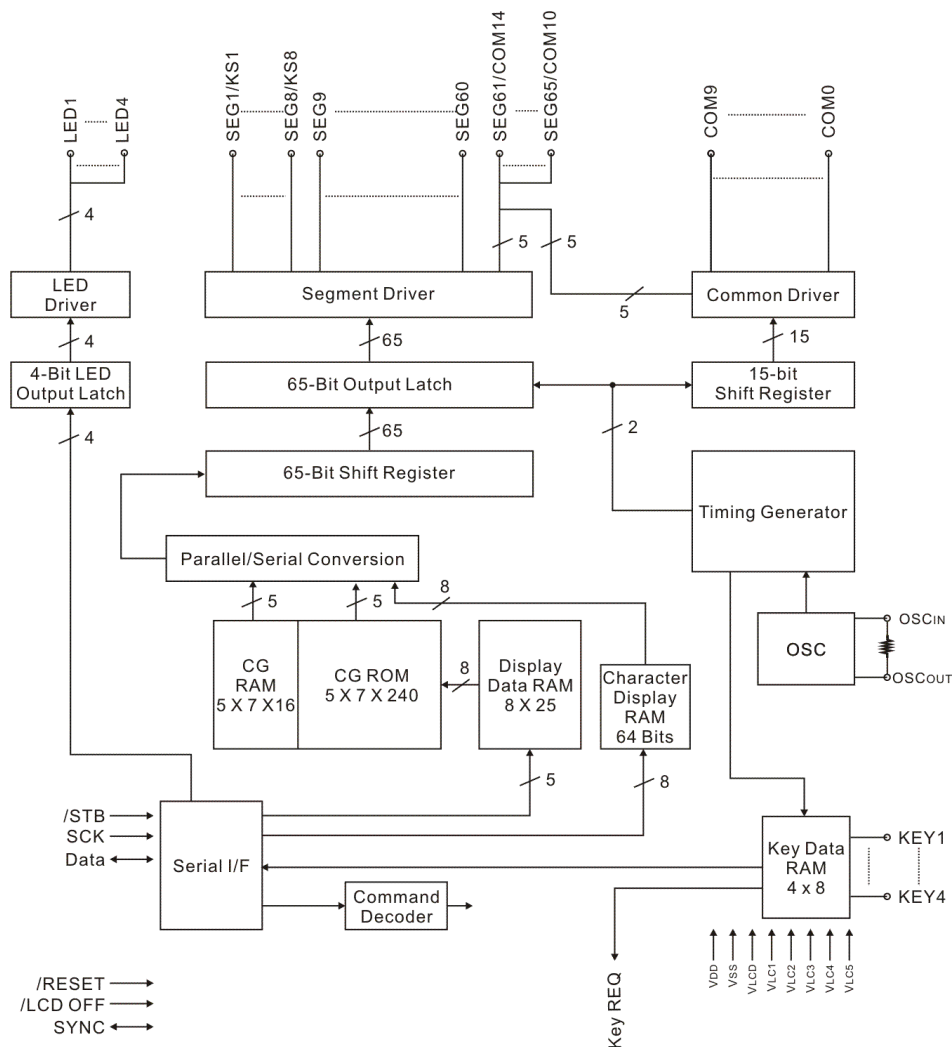 LED1
LED4
SEG1/KS1
SEG8/KS8
SEG9
SEG60
SEG61/COM14
SEG65/COM10
COM9
COM0
4
5
5
LED
Driver
Segment Driver
5
Common Driver
4
65
15
4-Bit LED
Output Latch
65-Bit Output Latch
15-bit
Shift Register
4
65
2
65-Bit Shift Register
Timing Generator
Parallel/Serial Conversion
5
5
8
OSC
OSCIN
OSCOUT
CG
RAM
5 X 7 X16
CG ROM
5 X 7 X 240
8
Display
Data RAM
8 X 25
Character
Display
RAM
64 Bits
5
8
/STB
SCK
Data
Serial I/F
Command
Decoder
Key Data
RAM
4 x 8
KEY1
KEY4
Key REQ
VDD
VSS
VLCD
VLC1
VLC2
VLC3
VLC4
VLC5
/RESET
/LCD OFF
SYNC